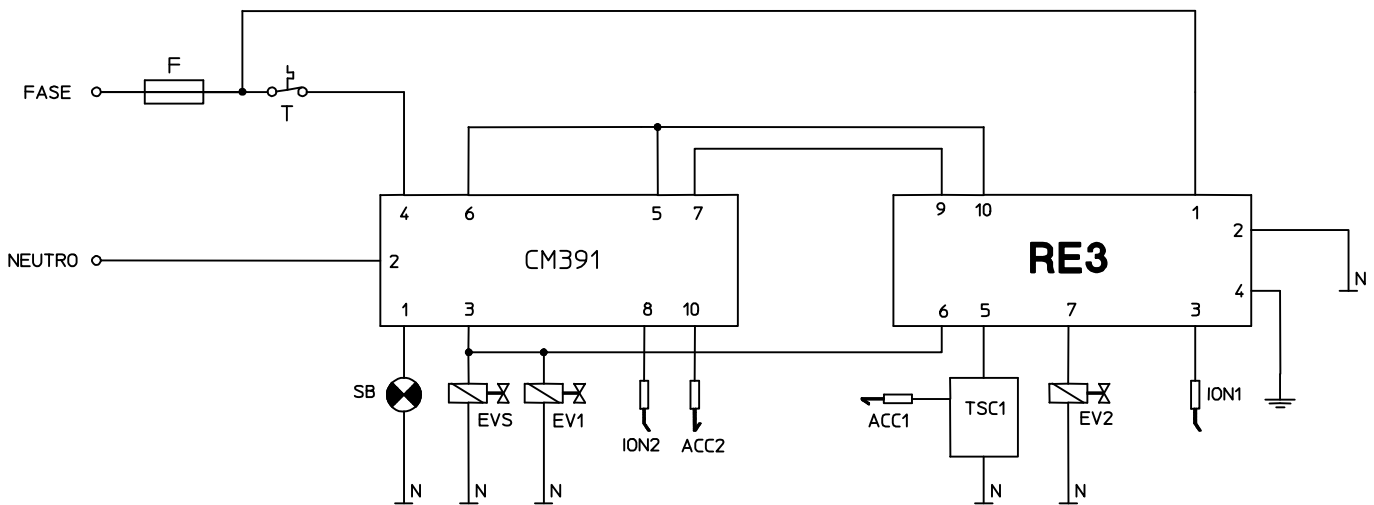 F
FASE
T
4 6 5 7
9 10 1
2
NEUTRO
2
CM391
RE3
N
4
1 3 8 10
6 5 7 3
SB
EVS
EV1
ION2
ACC2
ACC1
TSC1
EV2
ION1
N N N N N